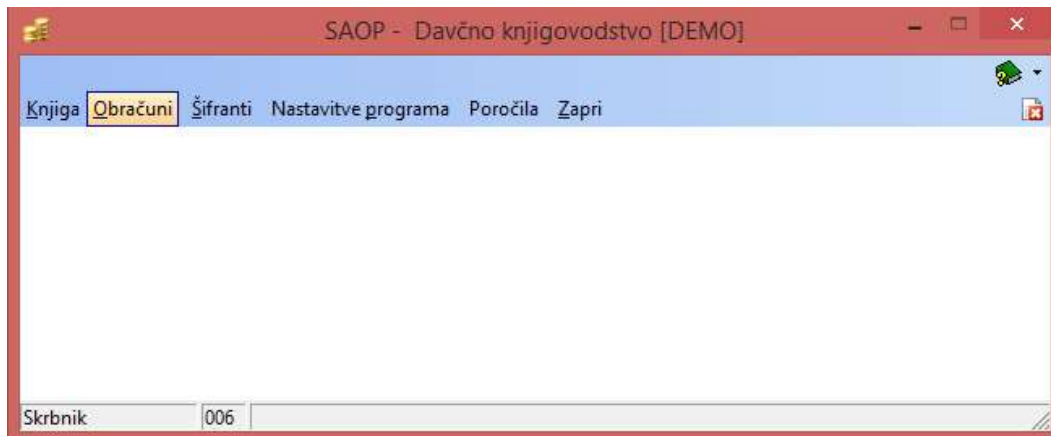 SAOP - Davčno knjigovodstvo [DEMO]
Knjiga Obračuni Šifranti Nastavitve programa Poročila Zapri
Skrbnik 006